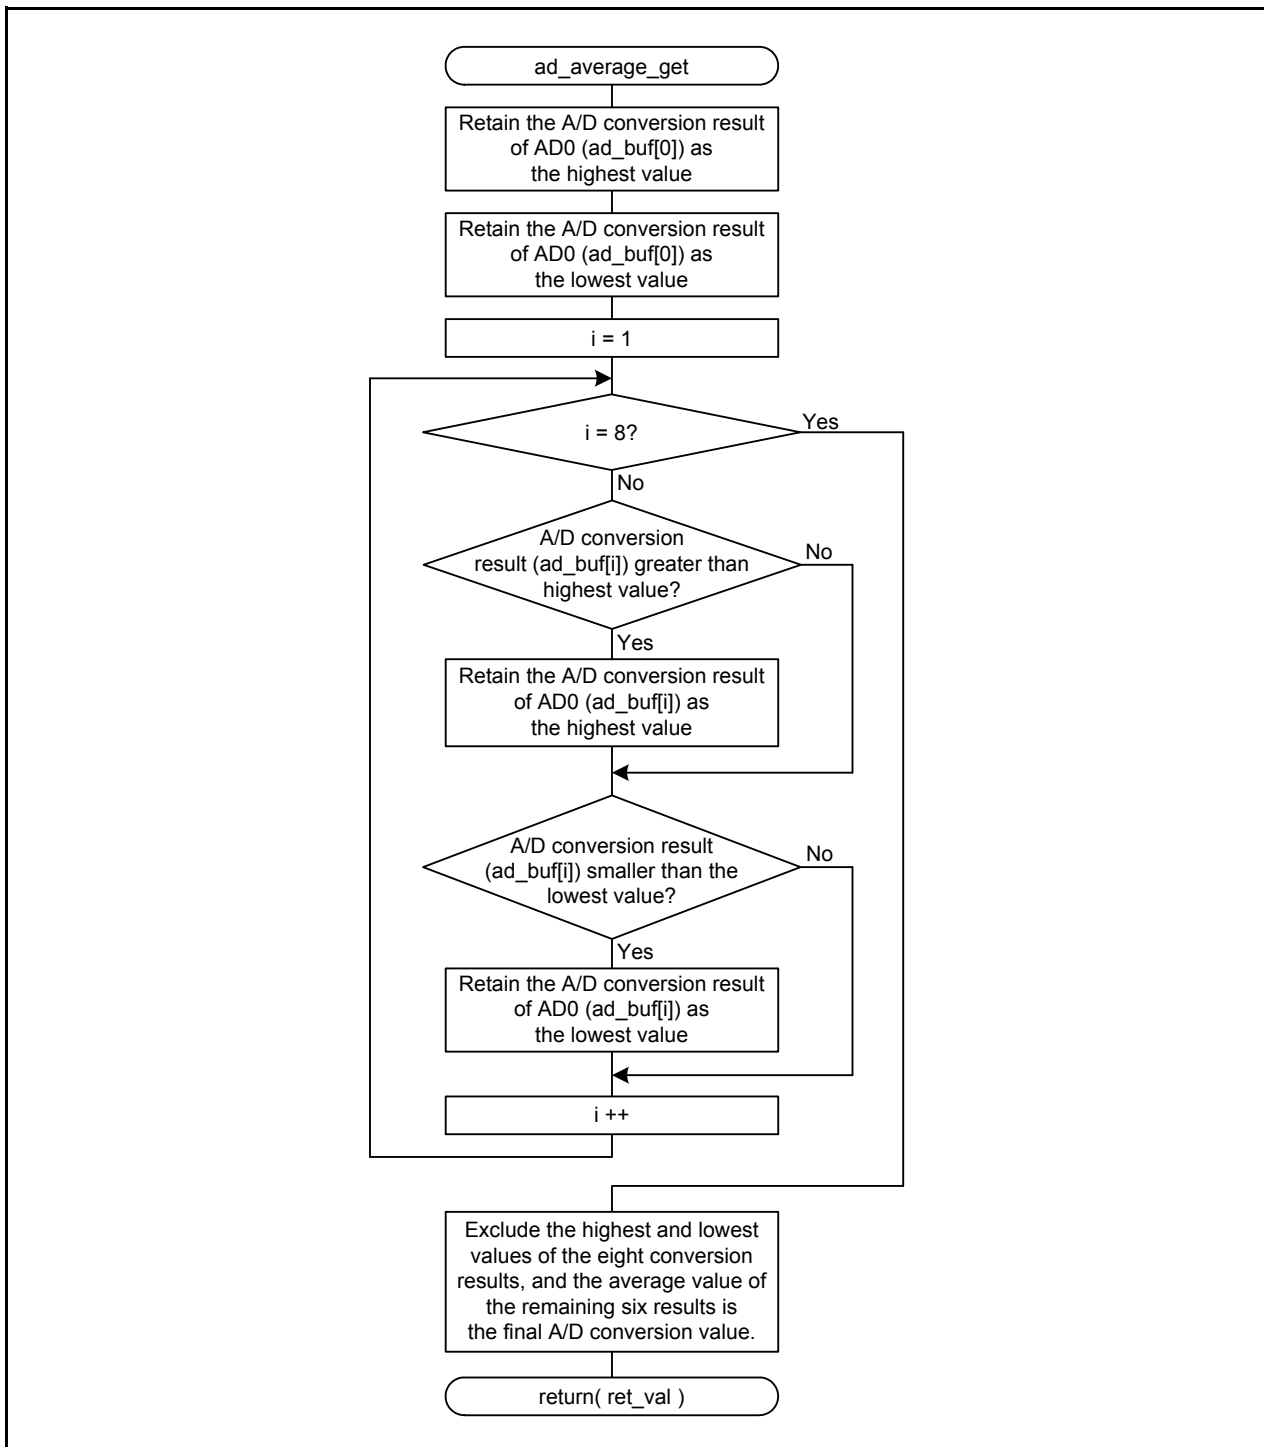 ad_average_get
Retain the A/D conversion result
of AD0 (ad_buf[0]) as
the highest value
Retain the A/D conversion result
of AD0 (ad_buf[0]) as
the lowest value
i = 1
i = 8?
Yes
No
A/D conversion
result (ad_buf[i]) greater than
highest value?
No
Yes
Retain the A/D conversion result
of AD0 (ad_buf[i]) as
the highest value
A/D conversion result
(ad_buf[i]) smaller than the
lowest value?
No
Yes
Retain the A/D conversion result
of AD0 (ad_buf[i]) as
the lowest value
i ++
Exclude the highest and lowest
values of the eight conversion
results, and the average value of
the remaining six results is
the final A/D conversion value.
return( ret_val )